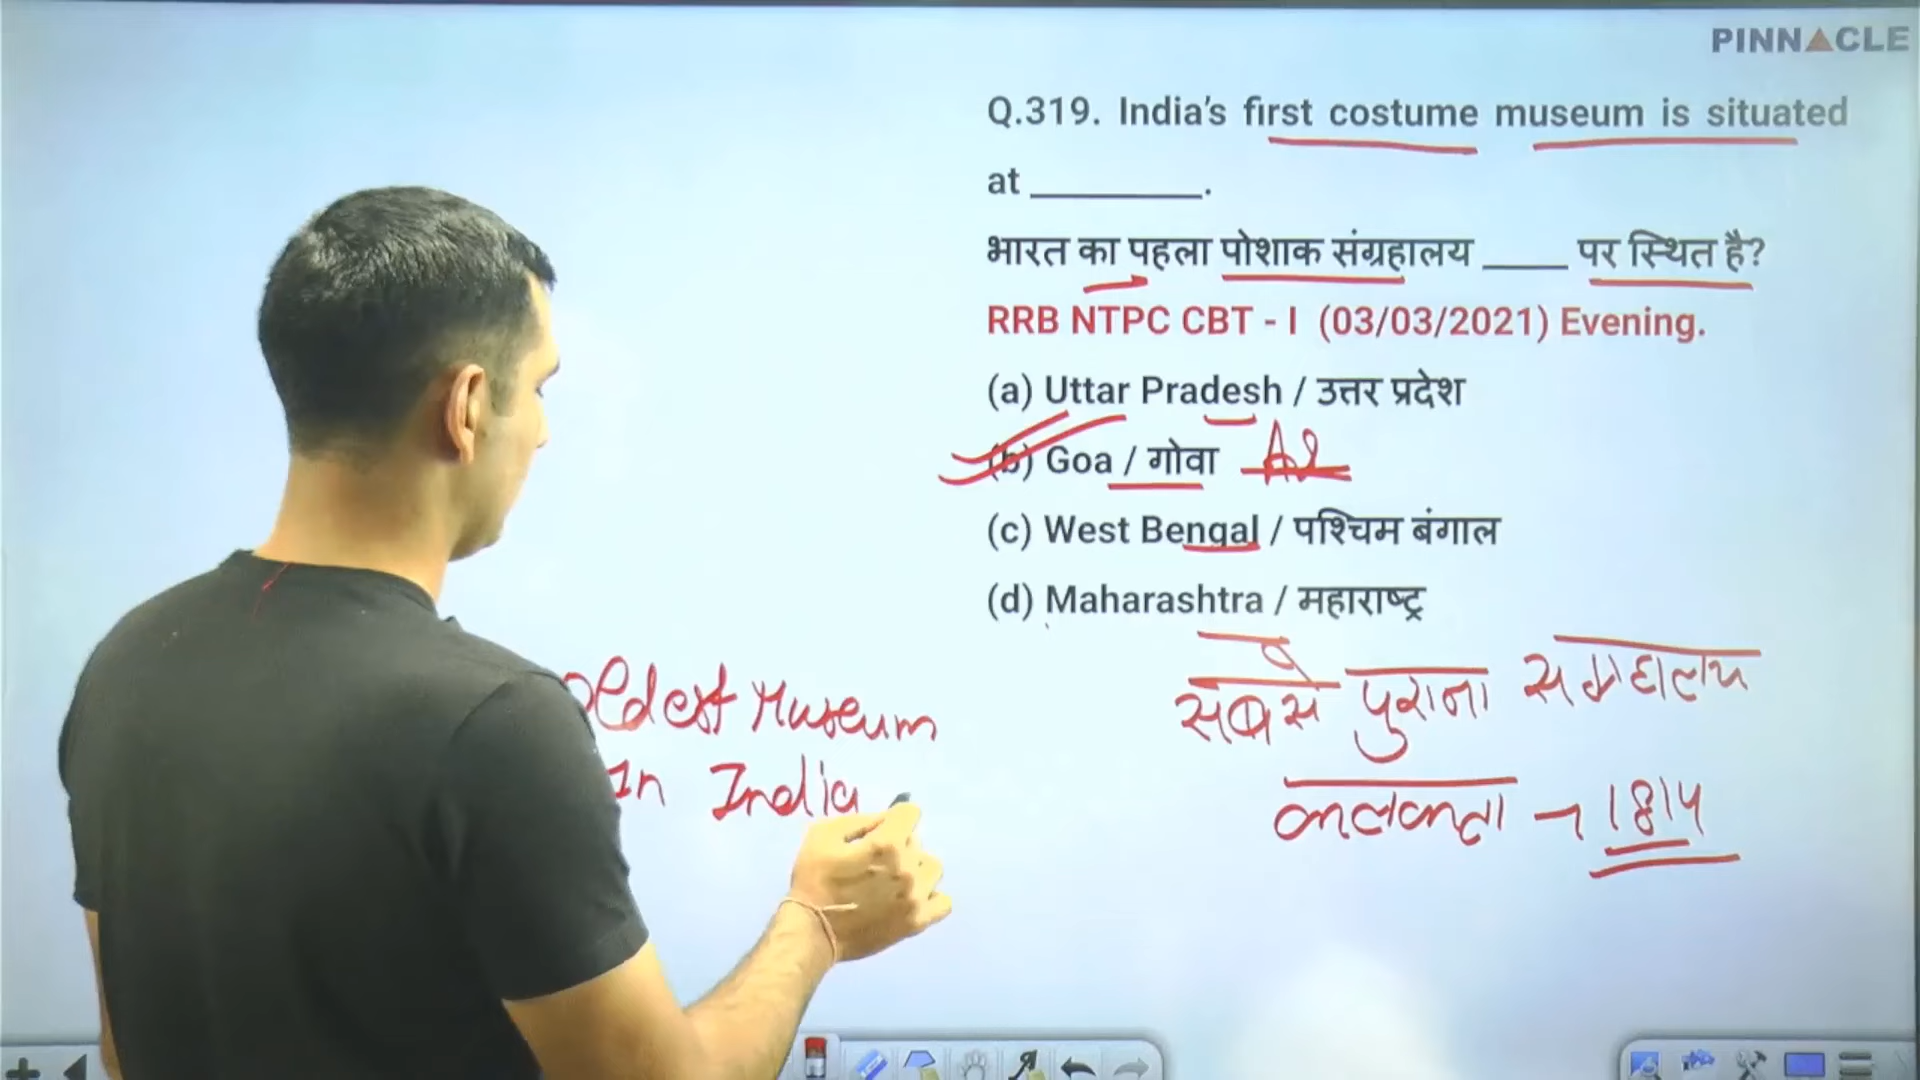 PINNACLE
Q.319. India's first costume museum is situated
at ________.
भारत का पहला पोशाक संग्रहालय ____ पर स्थित है?
RRB NTPC CBT - I (03/03/2021) Evening.
(a) Uttar Pradesh / उत्तर प्रदेश
(b) Goa / गोवा
(c) West Bengal / पश्चिम बंगाल
(d) Maharashtra / महाराष्ट्र
सबसे पुराना संग्रहालय
कलकत्ता → 1814
Oldest Museum
In India